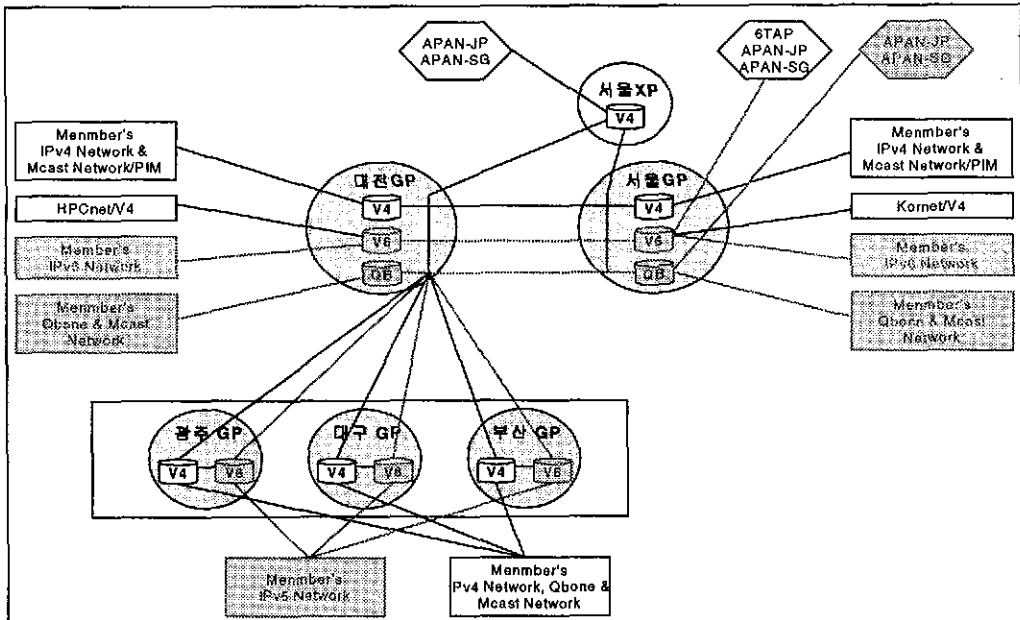 APAN-JP
APAN-SG
6TAP
APAN-JP
APAN-SG
APAN-JP
APAN-SG
서울XP
V4
Menmber's
IPv4 Network &
Mcast Network/PIM
HPCnet/V4
Menmber's
IPv6 Network
Menmber's
Qbone & Mcast
Network
대전GP
V4
V6
QB
서울GP
V4
V6
QB
Menmber's
IPv4 Network &
Mcast Network/PIM
Kornet/V4
Menmber's
IPv6 Network
Menmber's
Qbone & Mcast
Network
광주 GP
V4
V6
대구 GP
V4
V6
부산 GP
V4
V6
Menmber's
IPv6 Network
Menmber's
Pv4 Network, Qbone &
Mcast Network